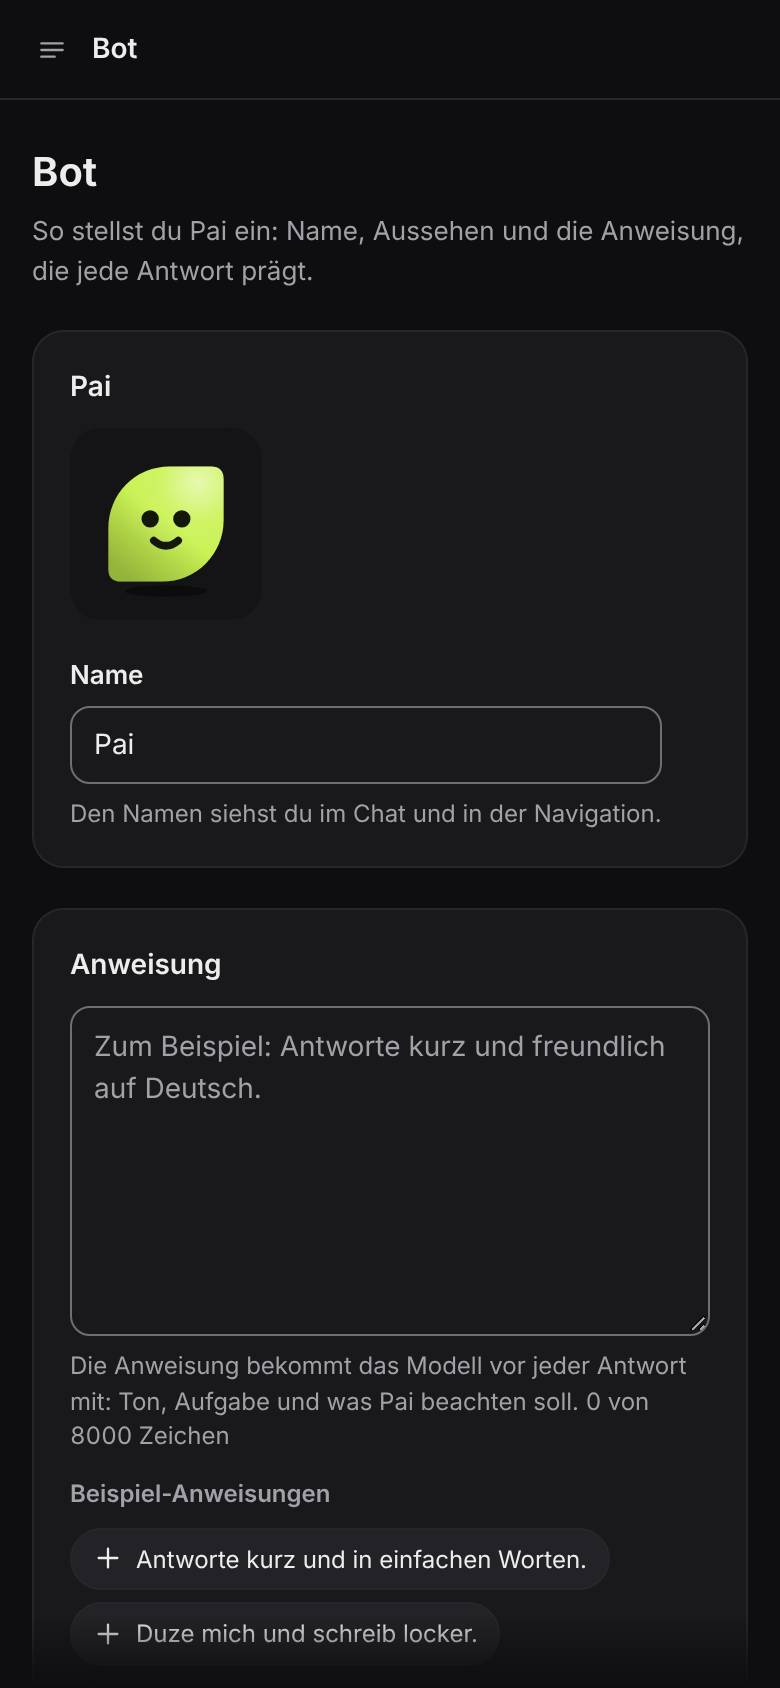 Bot
Bot
So stellst du Pai ein: Name, Aussehen und die Anweisung,
die jede Antwort prägt.
Pai
Name
Pai
Den Namen siehst du im Chat und in der Navigation.
Anweisung
Zum Beispiel: Antworte kurz und freundlich
auf Deutsch.
Die Anweisung bekommt das Modell vor jeder Antwort
mit: Ton, Aufgabe und was Pai beachten soll. 0 von
8000 Zeichen
Beispiel-Anweisungen
Antworte kurz und in einfachen Worten.
Duze mich und schreib locker.